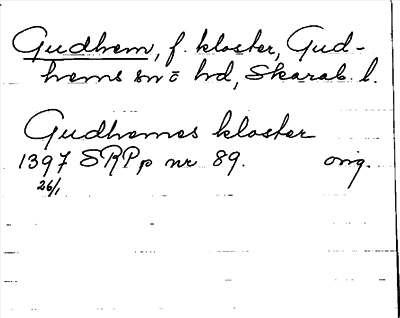 Gudhem, f. kloster, Gud-
hems sn o hd, Skarab. l.
Gudhemes kloster
1397 SRPp nr 89. orig.
26/1